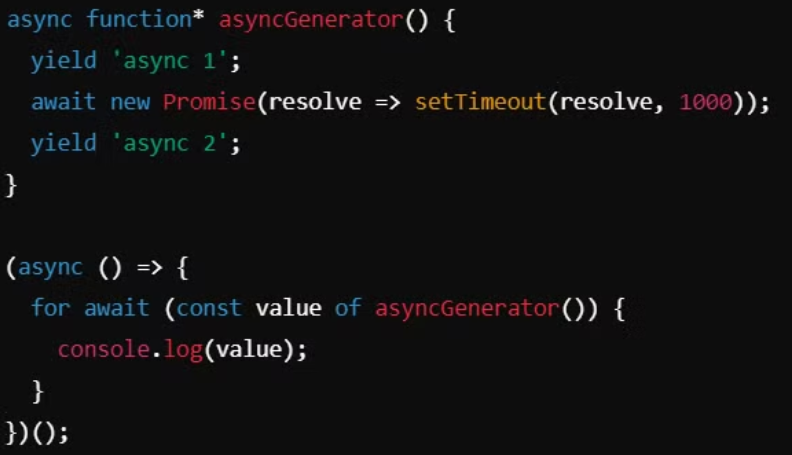 async function* asyncGenerator() {
  yield 'async 1';
  await new Promise(resolve => setTimeout(resolve, 1000));
  yield 'async 2';
}

(async () => {
  for await (const value of asyncGenerator()) {
    console.log(value);
  }
})();